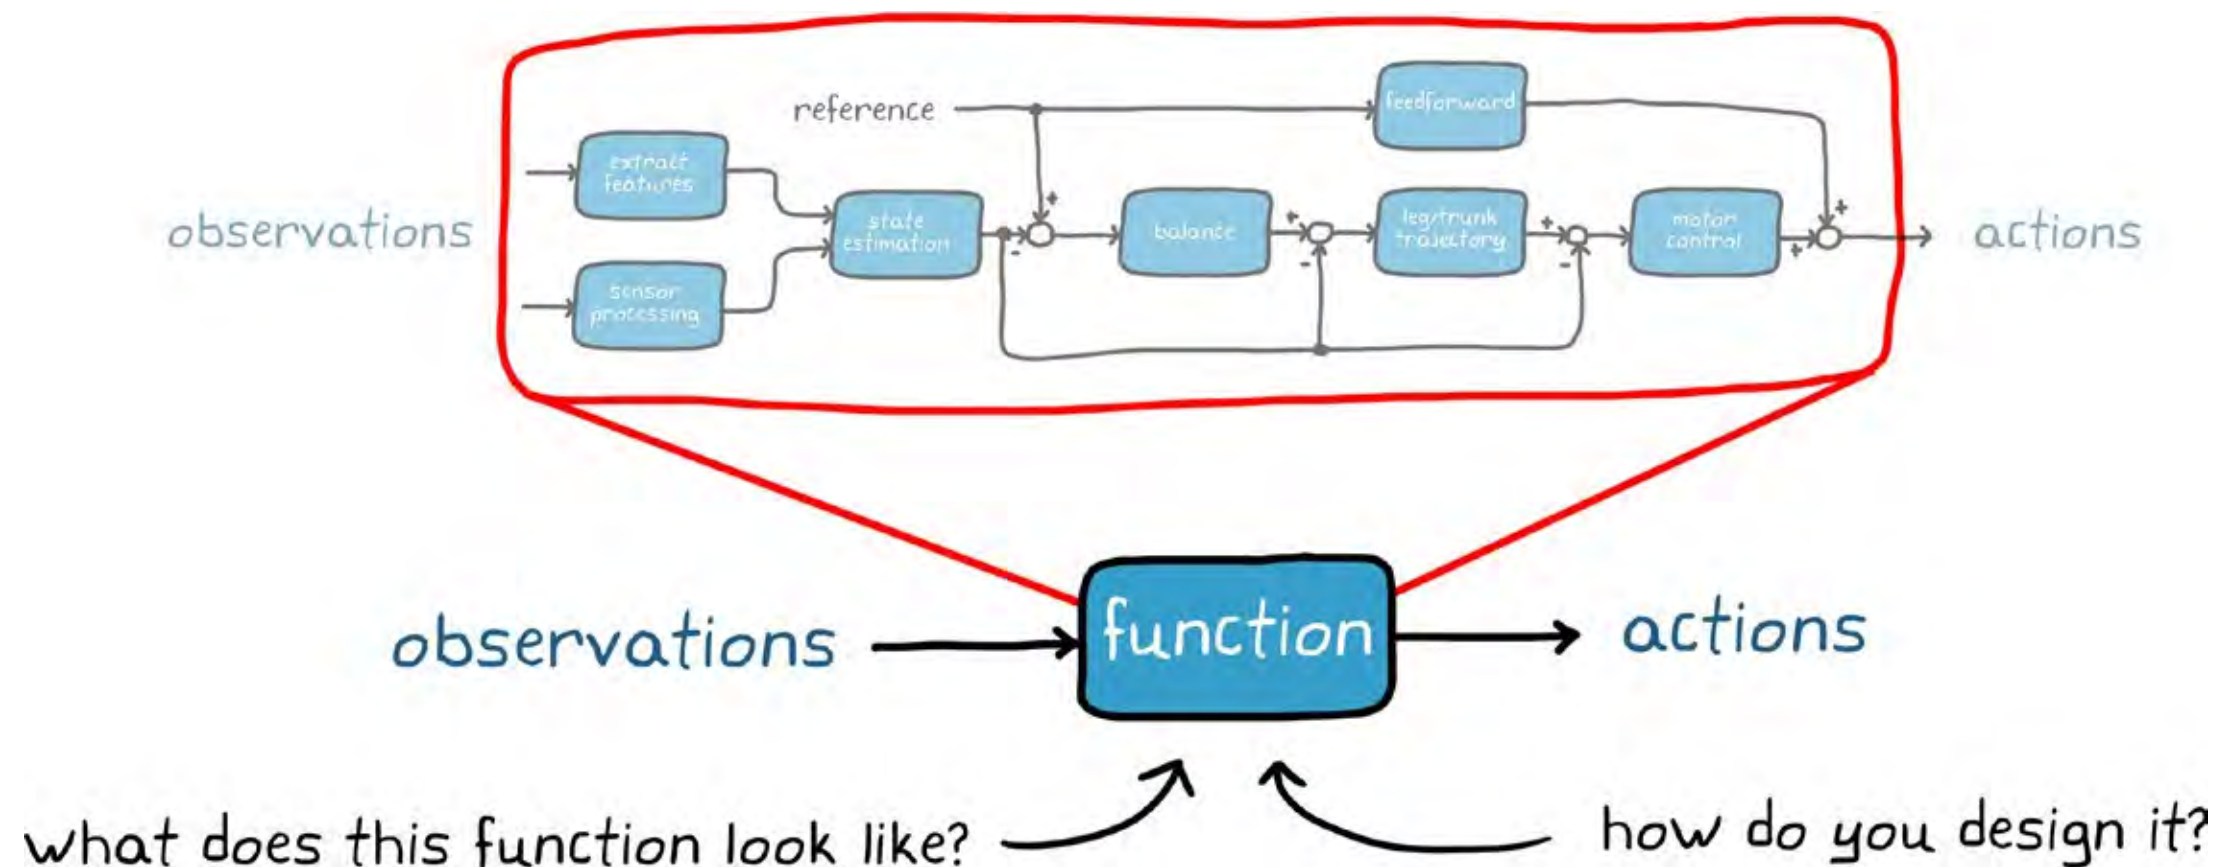 reference
feedforward
extract
features
observations
sensor
processing
state
estimation
+
-
balance
+
-
leg/trunk
trajectory
+
-
motor
control
+
+
actions
observations
function
actions
what does this function look like?
how do you design it?